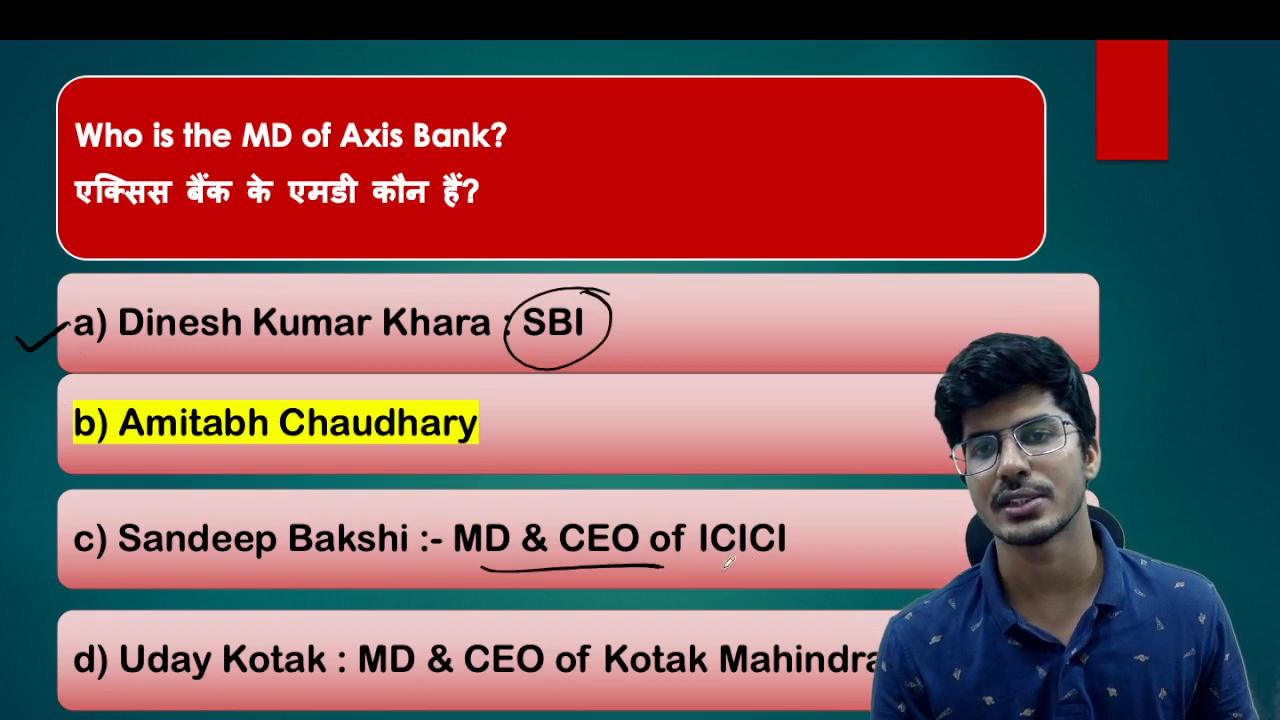 Who is the MD of Axis Bank?
एक्सिस बैंक के एमडी कौन हैं?
a) Dinesh Kumar Khara : SBI
b) Amitabh Chaudhary
c) Sandeep Bakshi :- MD & CEO of ICICI
d) Uday Kotak : MD & CEO of Kotak Mahindra